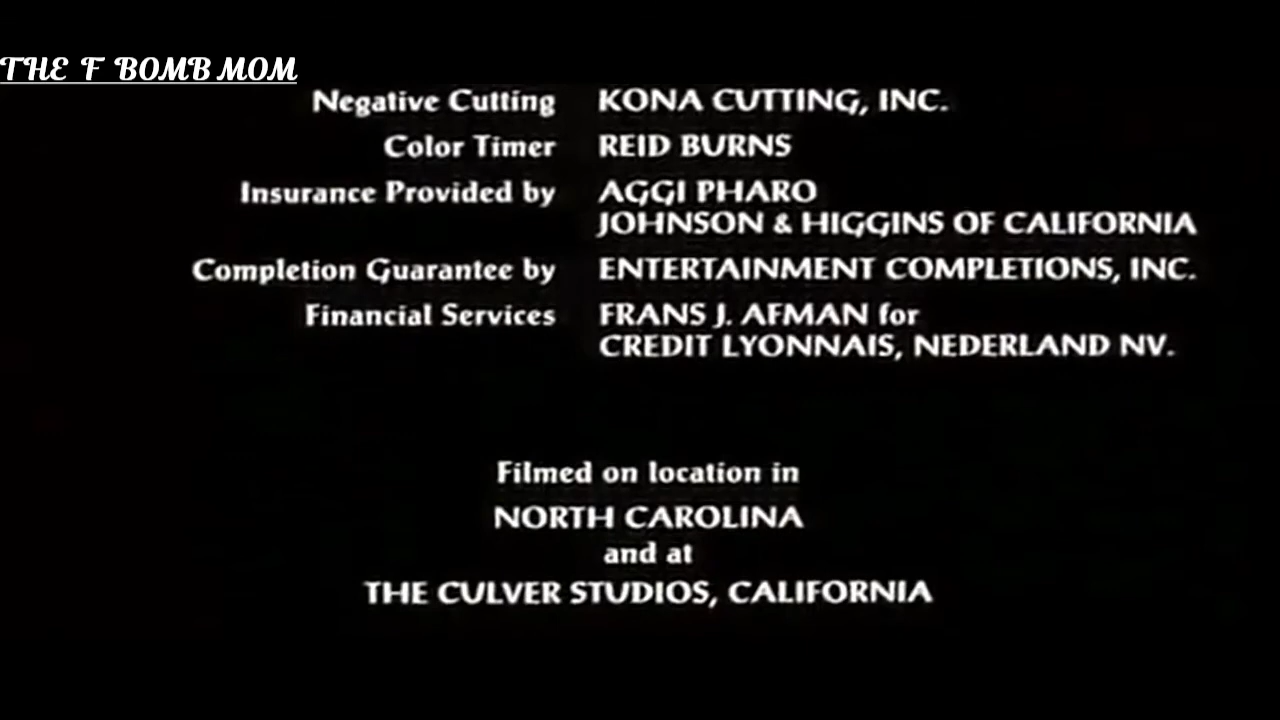 THE F BOMB MOM
Negative Cutting KONA CUTTING, INC.
Color Timer REID BURNS
Insurance Provided by AGGI PHARO
JOHNSON & HIGGINS OF CALIFORNIA
Completion Guarantee by ENTERTAINMENT COMPLETIONS, INC.
Financial Services FRANS J. AFMAN for
CREDIT LYONNAIS, NEDERLAND NV.
Filmed on location in
NORTH CAROLINA
and at
THE CULVER STUDIOS, CALIFORNIA